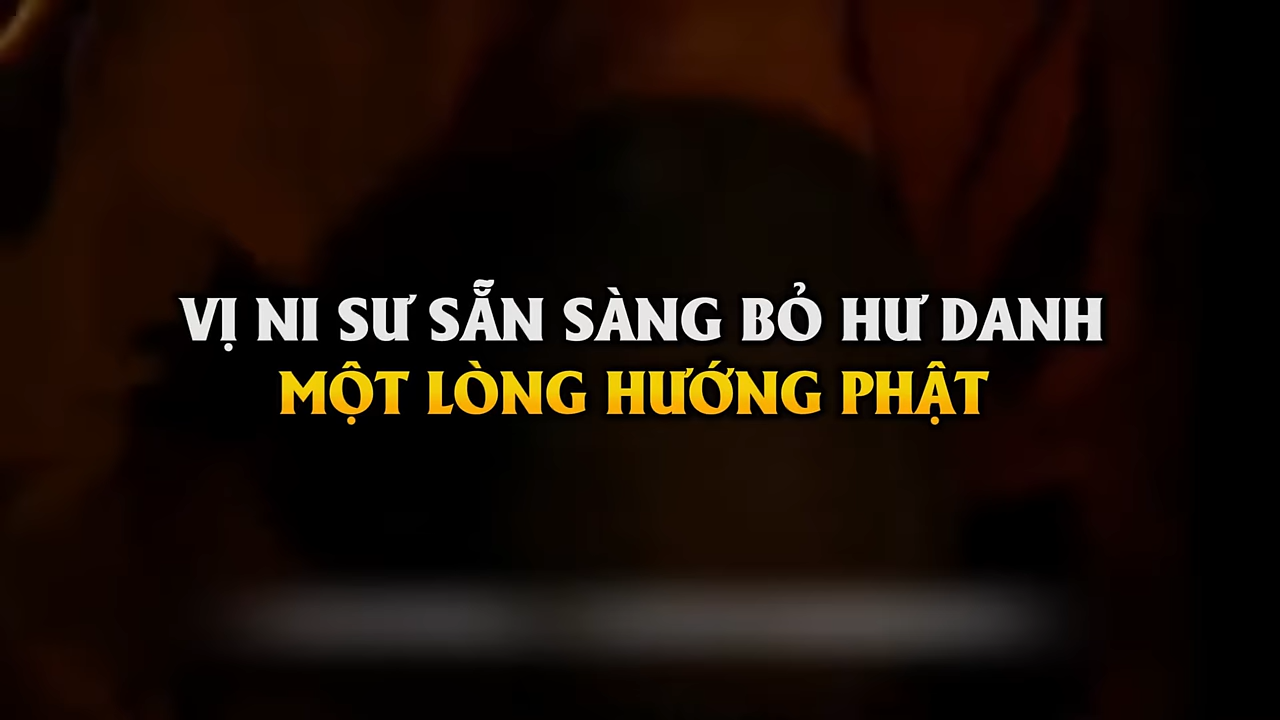 VỊ NI SƯ SẴN SÀNG BỎ HƯ DANH
MỘT LÒNG HƯỚNG PHẬT